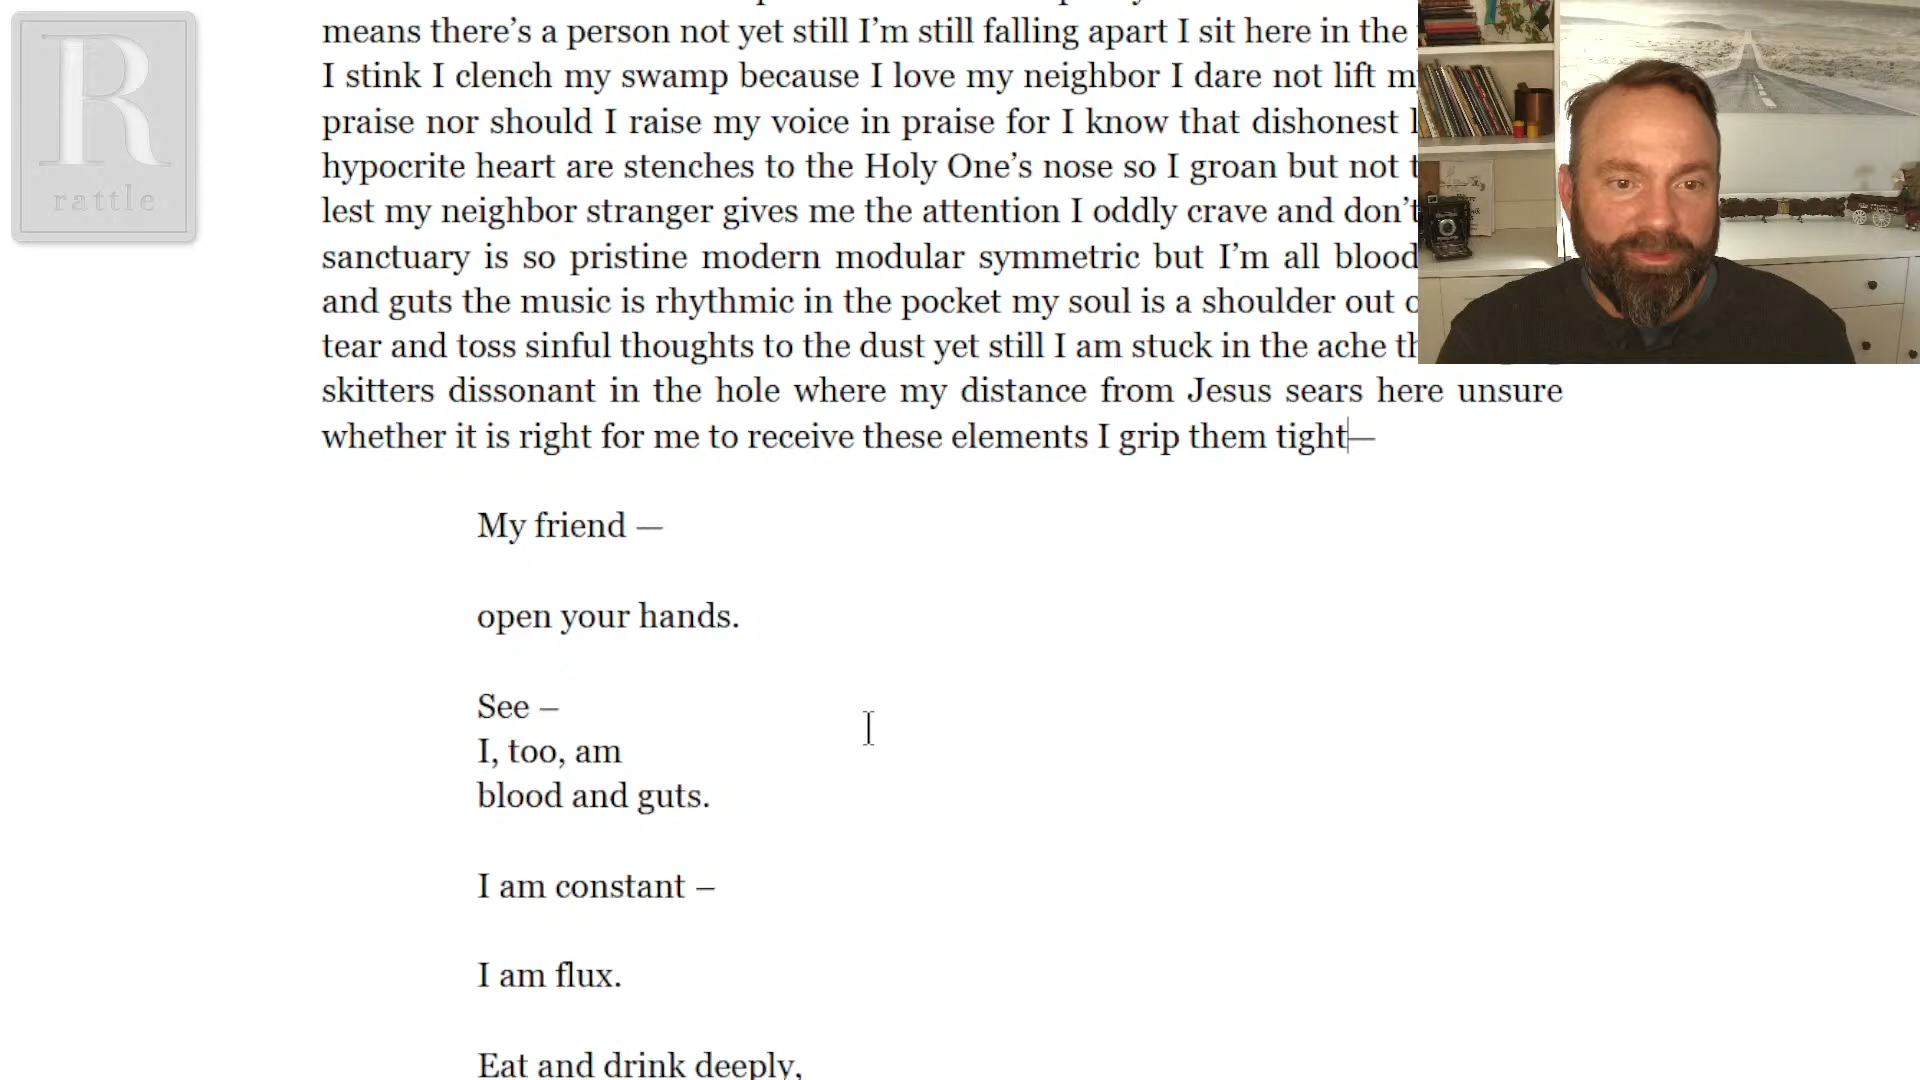 R
rattle
means there’s a person not yet still I’m still falling apart I sit here in the
I stink I clench my swamp because I love my neighbor I dare not lift
praise nor should I raise my voice in praise for I know that dishonest
hypocrite heart are stenches to the Holy One’s nose so I groan but not
lest my neighbor stranger gives me the attention I oddly crave and don’t
sanctuary is so pristine modern modular symmetric but I’m all blood
and guts the music is rhythmic in the pocket my soul is a shoulder out
tear and toss sinful thoughts to the dust yet still I am stuck in the ache
skitters dissonant in the hole where my distance from Jesus sears here unsure
whether it is right for me to receive these elements I grip them tight—
My friend —
open your hands.
See –
I, too, am
blood and guts.
I am constant –
I am flux.
Eat and drink deeply,